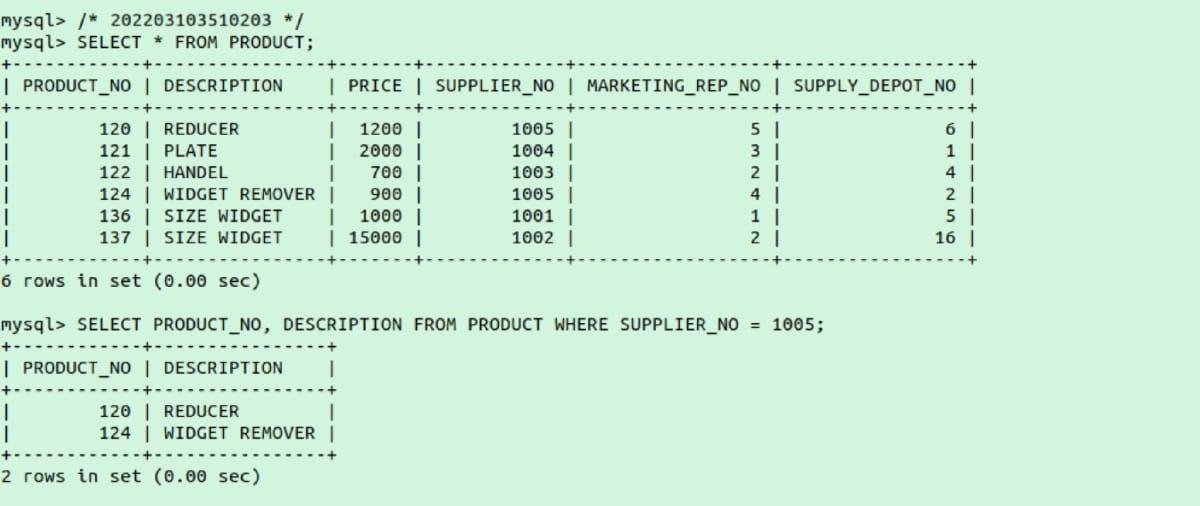 mysql> /* 202203103510203 */
mysql> SELECT * FROM PRODUCT;
+------------+----------------+-------+-------------+------------------+-----------------+
| PRODUCT_NO | DESCRIPTION    | PRICE | SUPPLIER_NO | MARKETING_REP_NO | SUPPLY_DEPOT_NO |
+------------+----------------+-------+-------------+------------------+-----------------+
|        120 | REDUCER        |  1200 |        1005 |                5 |               6 |
|        121 | PLATE          |  2000 |        1004 |                3 |               1 |
|        122 | HANDEL         |   700 |        1003 |                2 |               4 |
|        124 | WIDGET REMOVER |   900 |        1005 |                4 |               2 |
|        136 | SIZE WIDGET    |  1000 |        1001 |                1 |               5 |
|        137 | SIZE WIDGET    | 15000 |        1002 |                2 |              16 |
+------------+----------------+-------+-------------+------------------+-----------------+
6 rows in set (0.00 sec)
mysql> SELECT PRODUCT_NO, DESCRIPTION FROM PRODUCT WHERE SUPPLIER_NO = 1005;
+------------+----------------+
| PRODUCT_NO | DESCRIPTION    |
+------------+----------------+
|        120 | REDUCER        |
|        124 | WIDGET REMOVER |
+------------+----------------+
2 rows in set (0.00 sec)